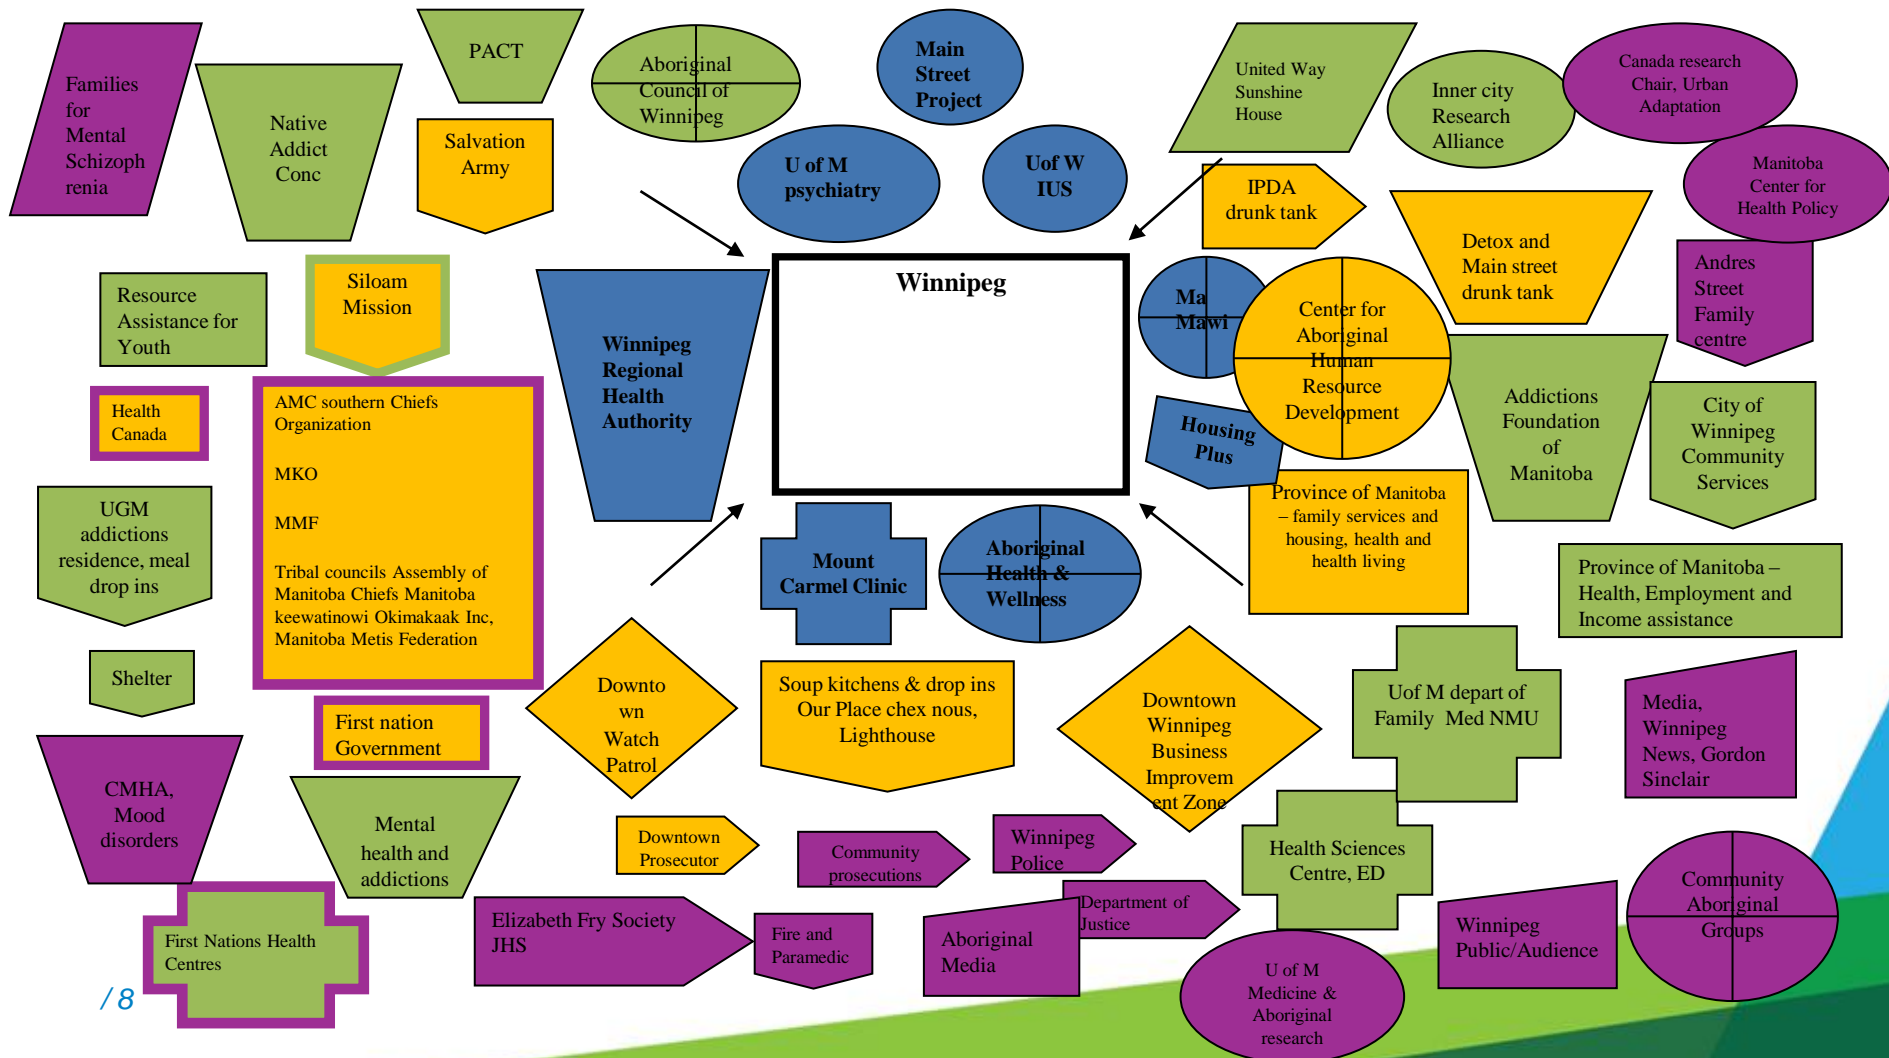 Families
for
Mental
Schizoph
renia
Native
Addict
Conc
PACT
Salvation
Army
Aboriginal
Council of
Winnipeg
Main
Street
Project
U of M
psychiatry
Uof W
IUS
United Way
Sunshine
House
Inner city
Research
Alliance
Canada research
Chair, Urban
Adaptation
Manitoba
Center for
Health Policy
IPDA
drunk tank
Detox and
Main street
drunk tank
Andres
Street
Family
centre
Resource
Assistance for
Youth
Siloam
Mission
Winnipeg
Regional
Health
Authority
Winnipeg
Ma
Mawi
Center for
Aboriginal
Human
Resource
Development
Housing
Plus
Addictions
Foundation
of
Manitoba
City of
Winnipeg
Community
Services
Health
Canada
AMC southern Chiefs
Organization
MKO
MMF
Tribal councils Assembly of
Manitoba Chiefs Manitoba
keewatinowi Okimakaak Inc,
Manitoba Metis Federation
UGM
addictions
residence, meal
drop ins
Mount
Carmel Clinic
Aboriginal
Health &
Wellness
Province of Manitoba
– family services and
housing, health and
health living
Province of Manitoba –
Health, Employment and
Income assistance
Shelter
First nation
Government
Downto
wn
Watch
Patrol
Soup kitchens & drop ins
Our Place chex nous,
Lighthouse
Downtown
Winnipeg
Business
Improvem
ent Zone
Uof M depart of
Family Med NMU
Media,
Winnipeg
News, Gordon
Sinclair
CMHA,
Mood
disorders
Mental
health and
addictions
Downtown
Prosecutor
Community
prosecutions
Winnipeg
Police
Health Sciences
Centre, ED
Community
Aboriginal
Groups
First Nations Health
Centres
Elizabeth Fry Society
JHS
Fire and
Paramedic
Aboriginal
Media
Department of
Justice
U of M
Medicine &
Aboriginal
research
Winnipeg
Public/Audience
/ 8